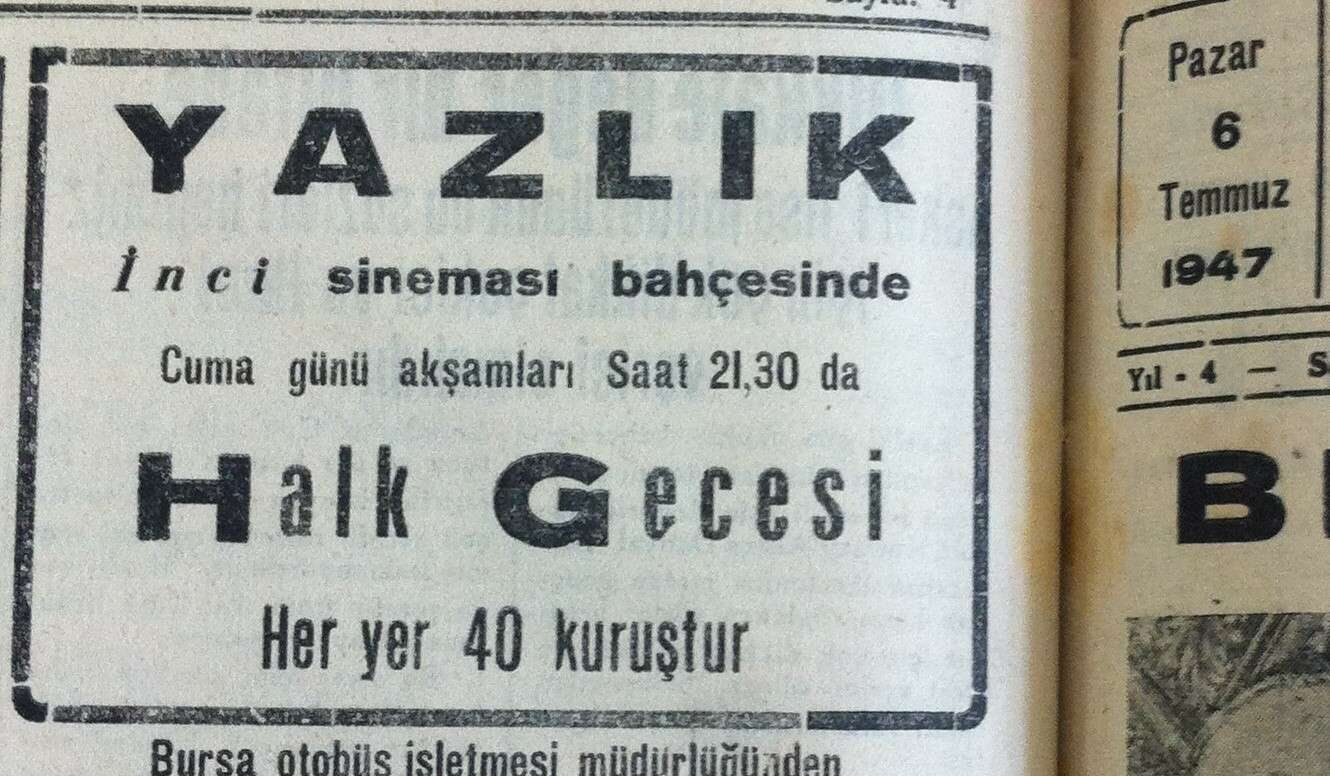 YAZLIK
İnci sineması bahçesinde
Cuma günü akşamları Saat 21,30 da
Halk Gecesi
Her yer 40 kuruştur
Bursa otobüs işletmesi müdürlüğünden
Pazar
6
Temmuz
1947
Yıl - 4 —
B